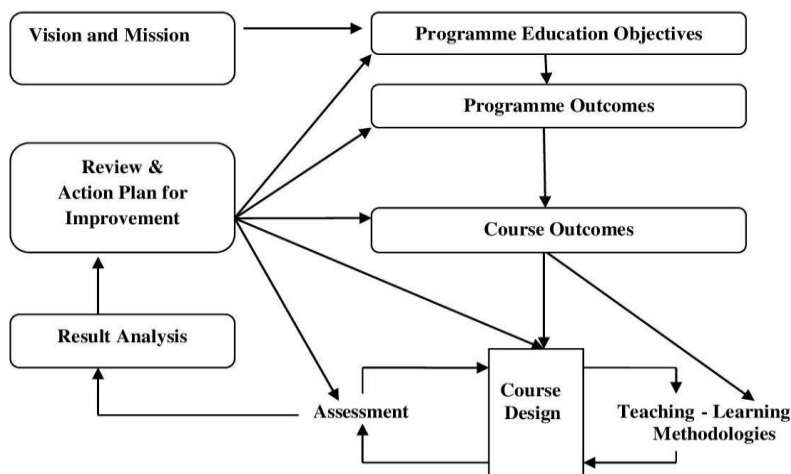 Vision and Mission
Programme Education Objectives
Programme Outcomes
Review &
Action Plan for
Improvement
Course Outcomes
Result Analysis
Assessment
Course
Design
Teaching - Learning
Methodologies